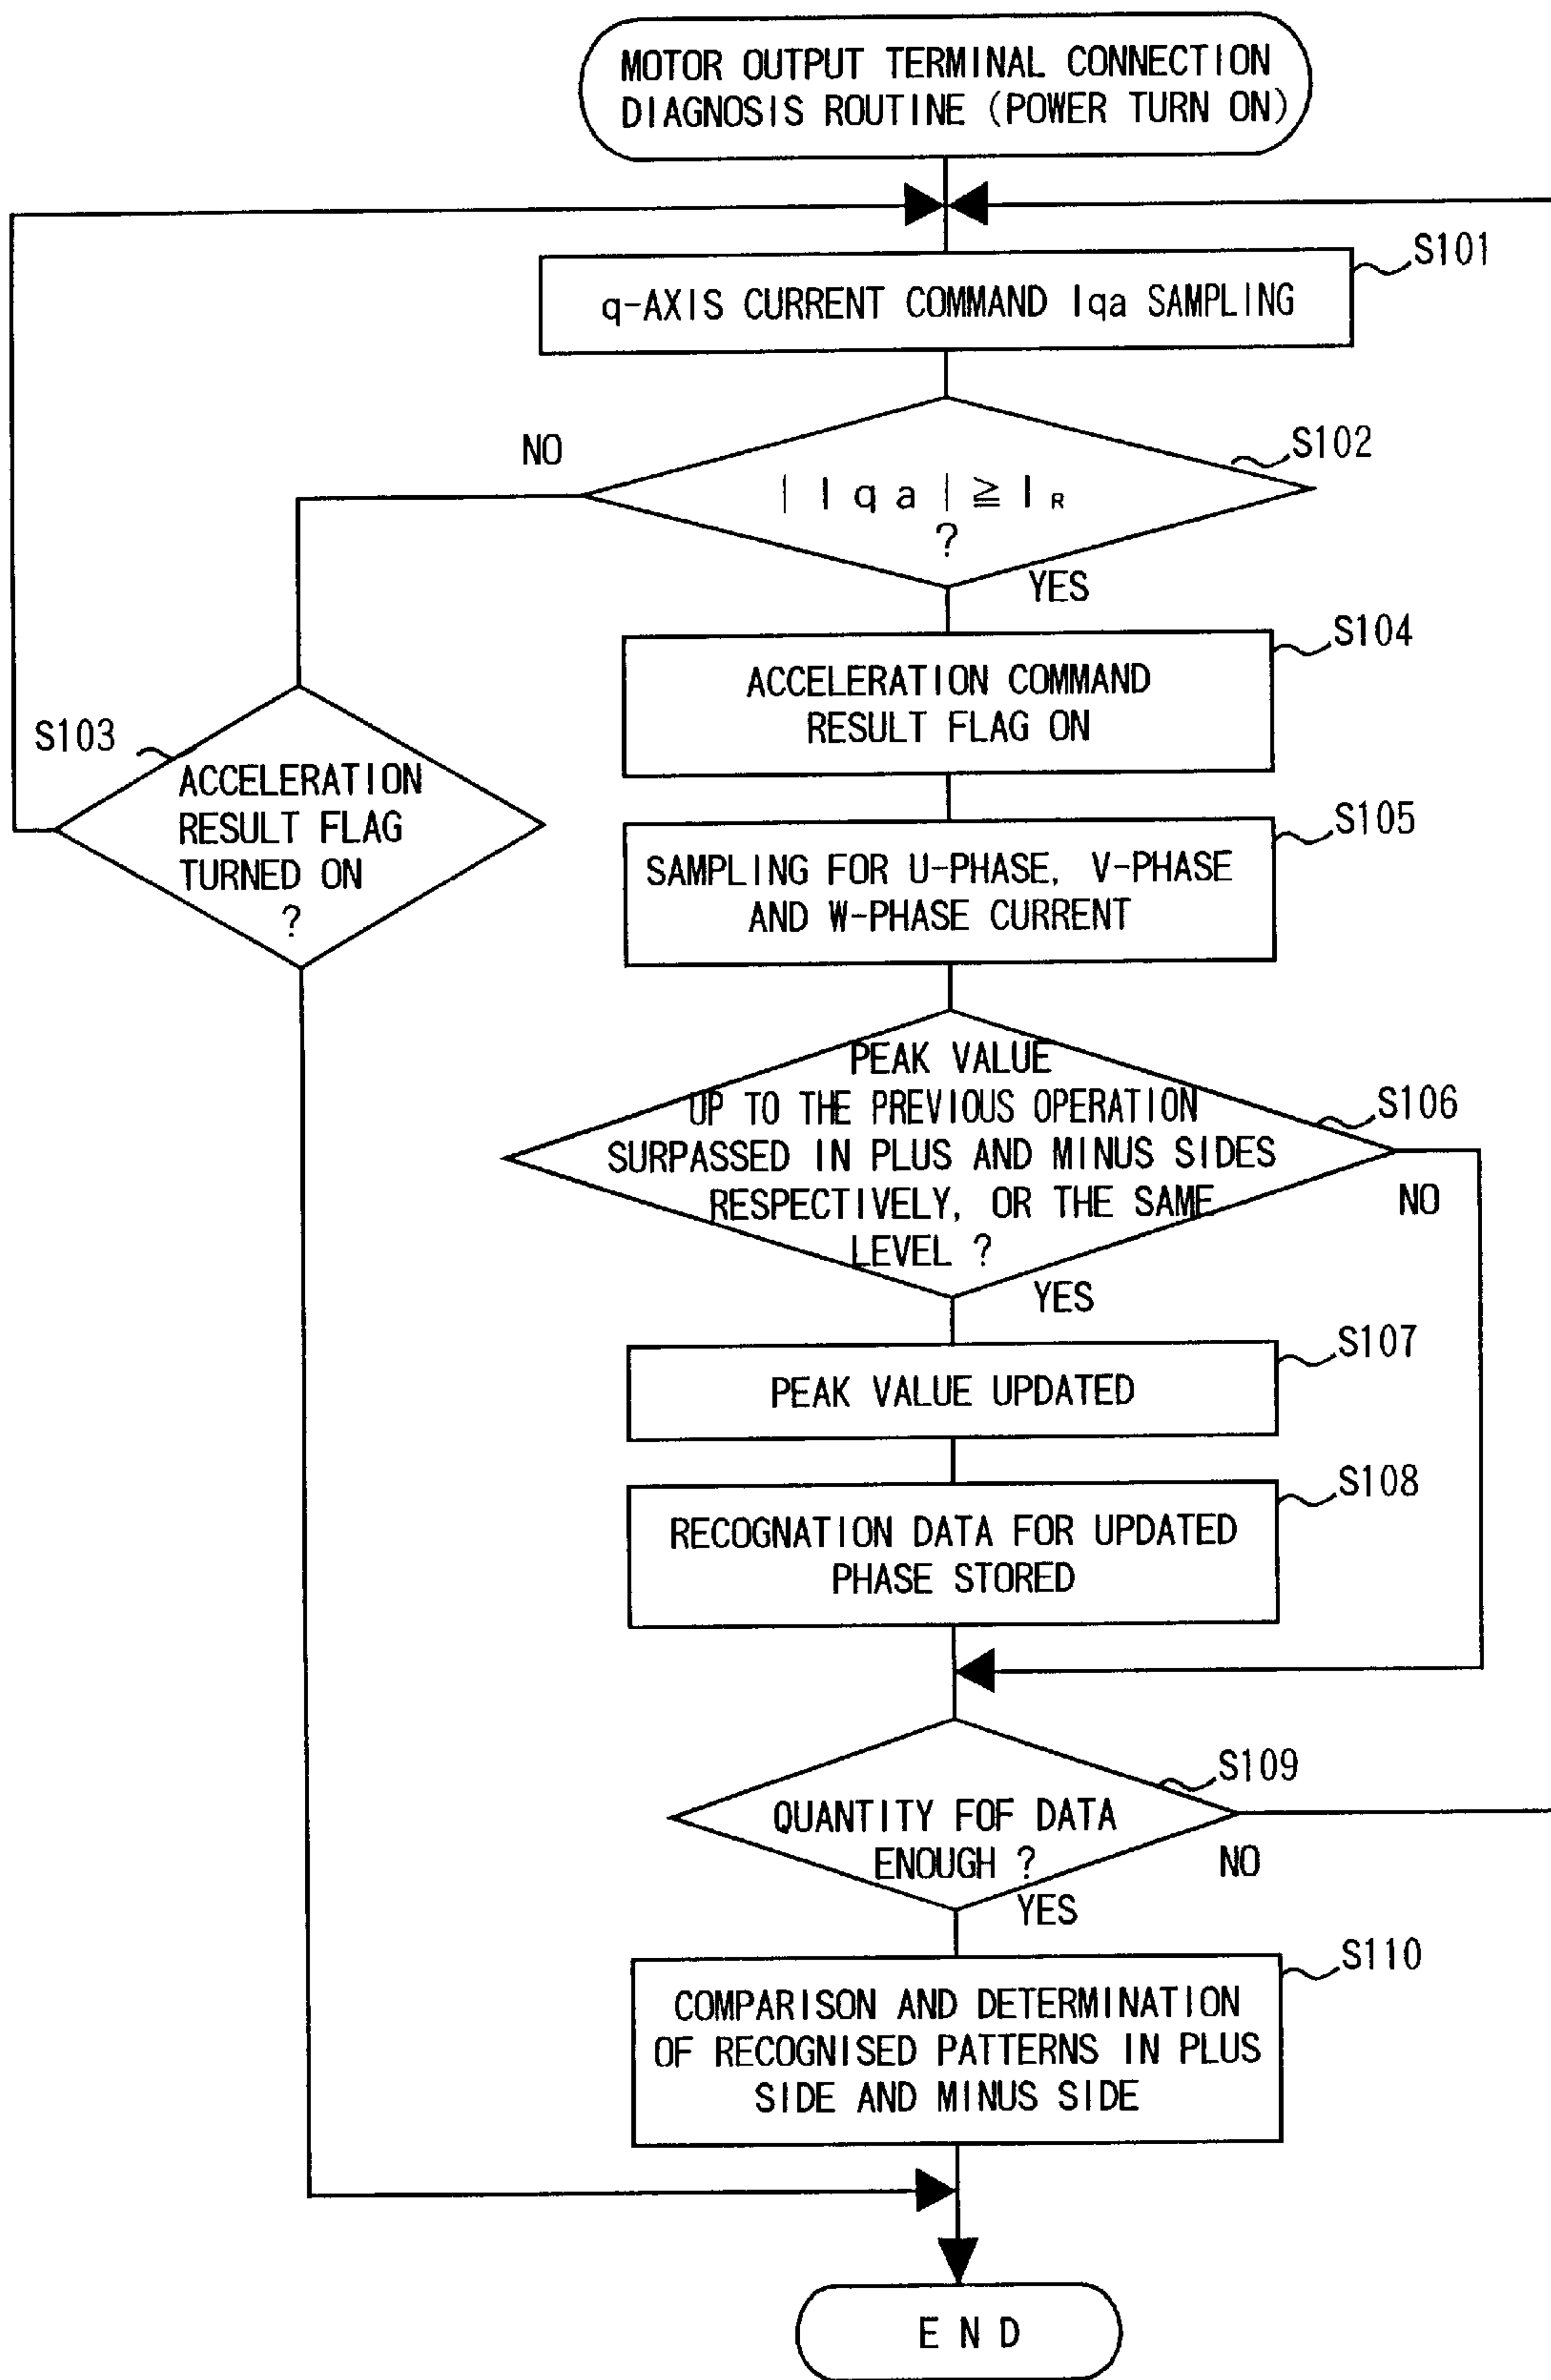 MOTOR OUTPUT TERMINAL CONNECTION
DIAGNOSIS ROUTINE (POWER TURN ON)
S101
q-AXIS CURRENT COMMAND Iqa SAMPLING
NO
S102
| I q a | ≧ I R
?
YES
S104
ACCELERATION COMMAND
RESULT FLAG ON
S103
ACCELERATION
RESULT FLAG
TURNED ON
?
S105
SAMPLING FOR U-PHASE, V-PHASE
AND W-PHASE CURRENT
PEAK VALUE
UP TO THE PREVIOUS OPERATION
SURPASSED IN PLUS AND MINUS SIDES
RESPECTIVELY, OR THE SAME
LEVEL ?
S106
NO
YES
S107
PEAK VALUE UPDATED
S108
RECOGNATION DATA FOR UPDATED
PHASE STORED
S109
QUANTITY FOF DATA
ENOUGH ?
NO
YES
S110
COMPARISON AND DETERMINATION
OF RECOGNISED PATTERNS IN PLUS
SIDE AND MINUS SIDE
E N D